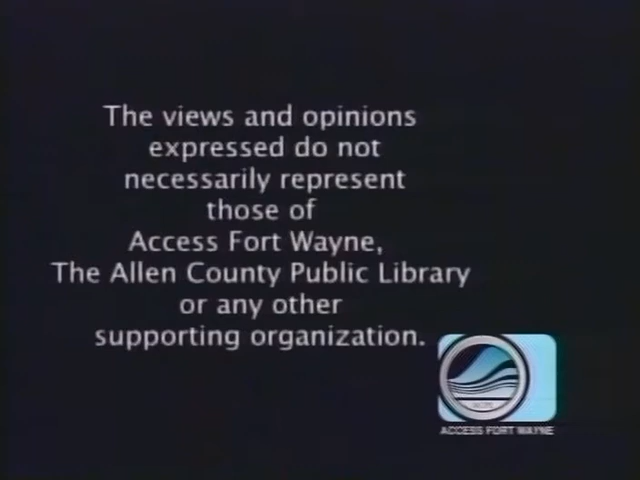 The views and opinions
expressed do not
necessarily represent
those of
Access Fort Wayne,
The Allen County Public Library
or any other
supporting organization.
ACCESS FORT WAYNE